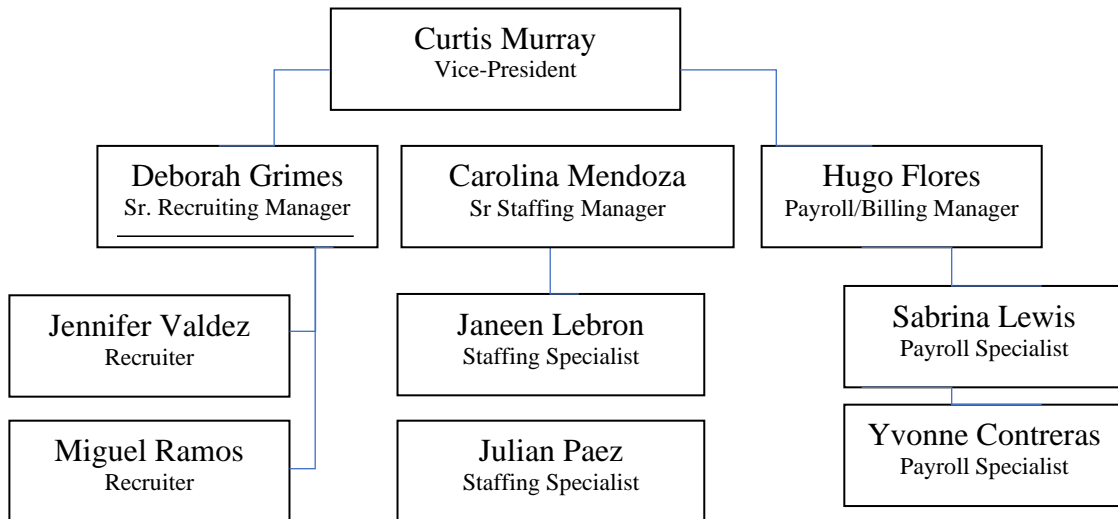 Curtis Murray
Vice-President
Deborah Grimes
Sr. Recruiting Manager
Carolina Mendoza
Sr Staffing Manager
Hugo Flores
Payroll/Billing Manager
Jennifer Valdez
Recruiter
Janeen Lebron
Staffing Specialist
Sabrina Lewis
Payroll Specialist
Miguel Ramos
Recruiter
Julian Paez
Staffing Specialist
Yvonne Contreras
Payroll Specialist